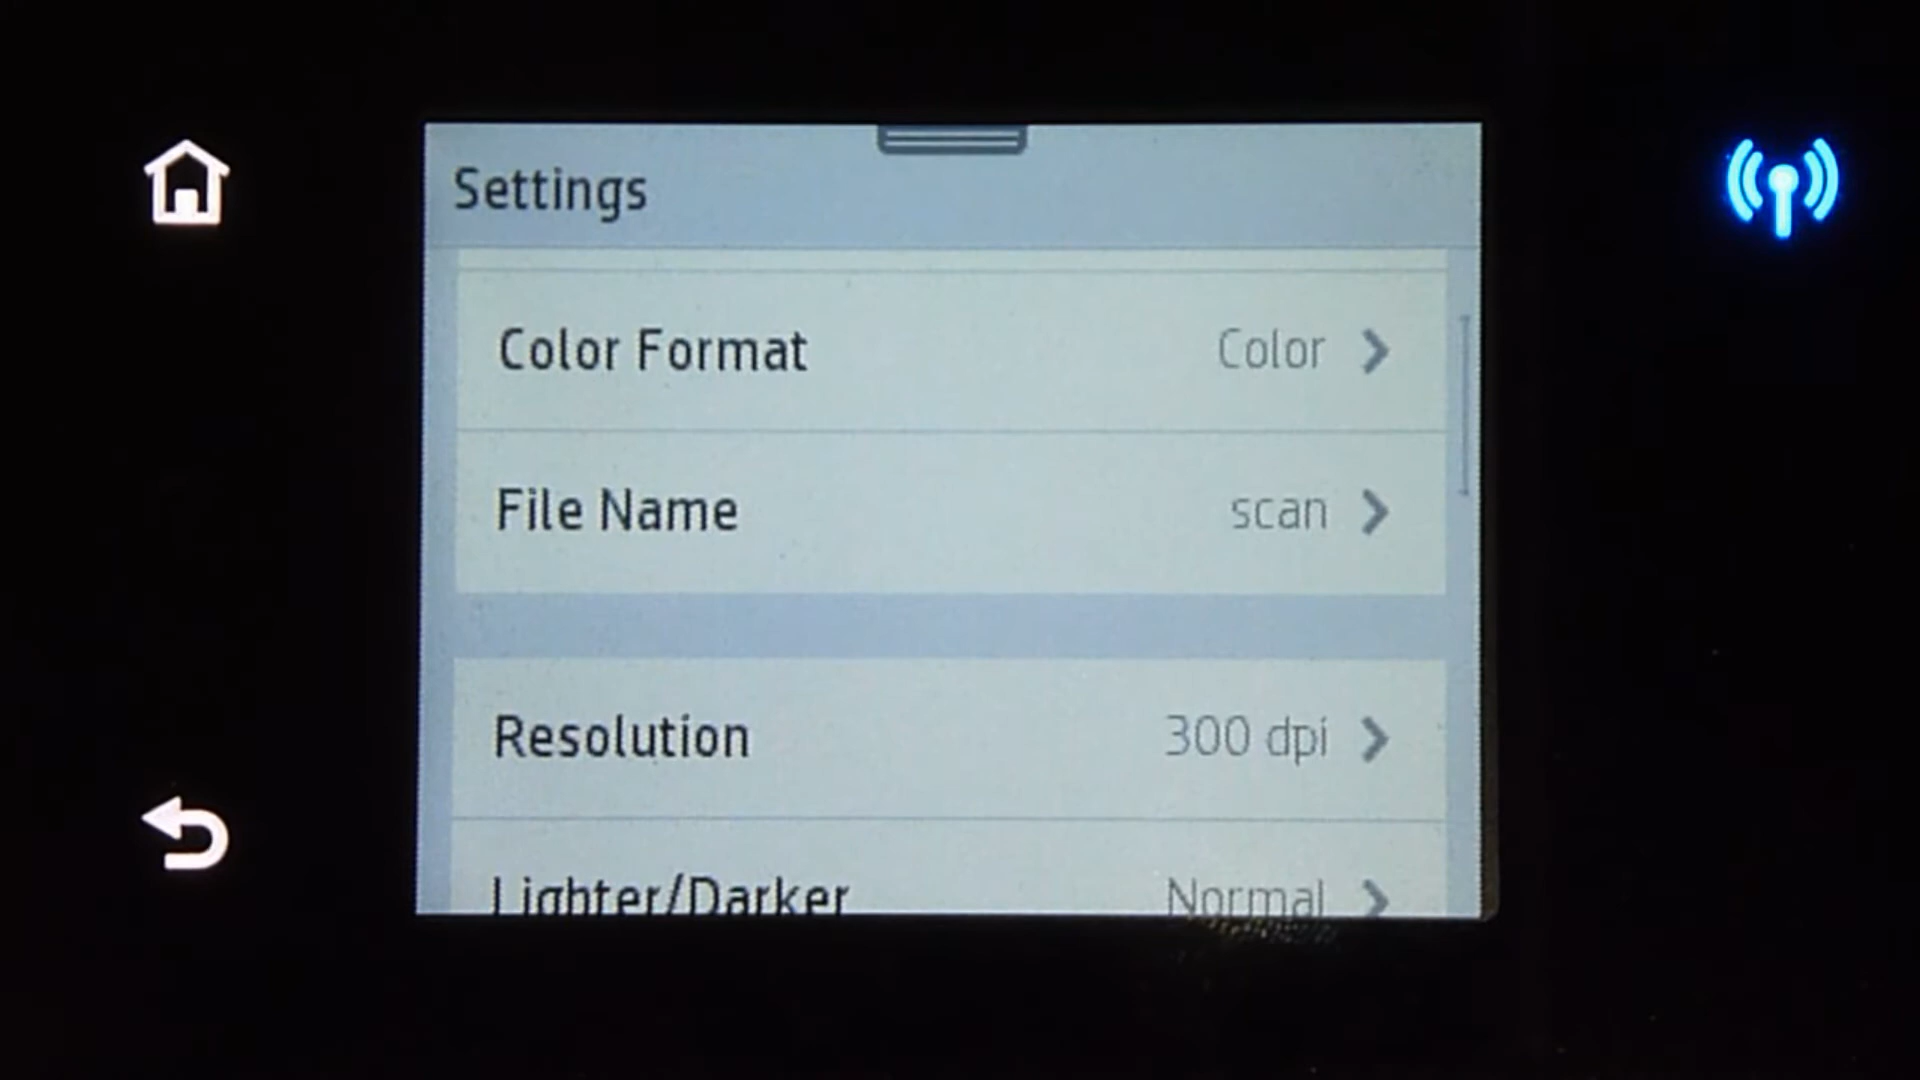 Settings
Color Format Color
File Name scan
Resolution 300 dpi
Lighter/Darker Normal